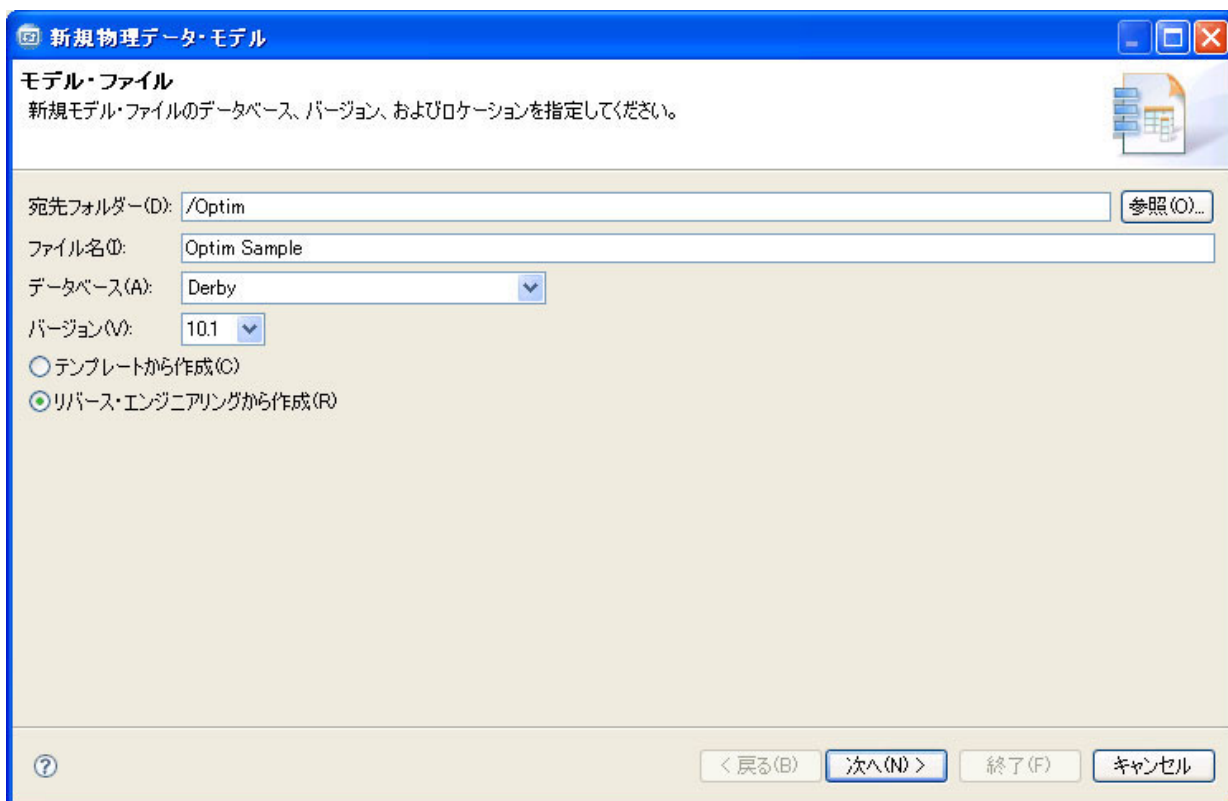 新規物理データ・モデル
モデル・ファイル
新規モデル・ファイルのデータベース、バージョン、およびロケーションを指定してください。
宛先フォルダー(D): /Optim 参照(O)...
ファイル名(I): Optim Sample
データベース(A): Derby
バージョン(V): 10.1
テンプレートから作成(C)
リバース・エンジニアリングから作成(R)
? < 戻る(B) 次へ(N) > 終了(F) キャンセル